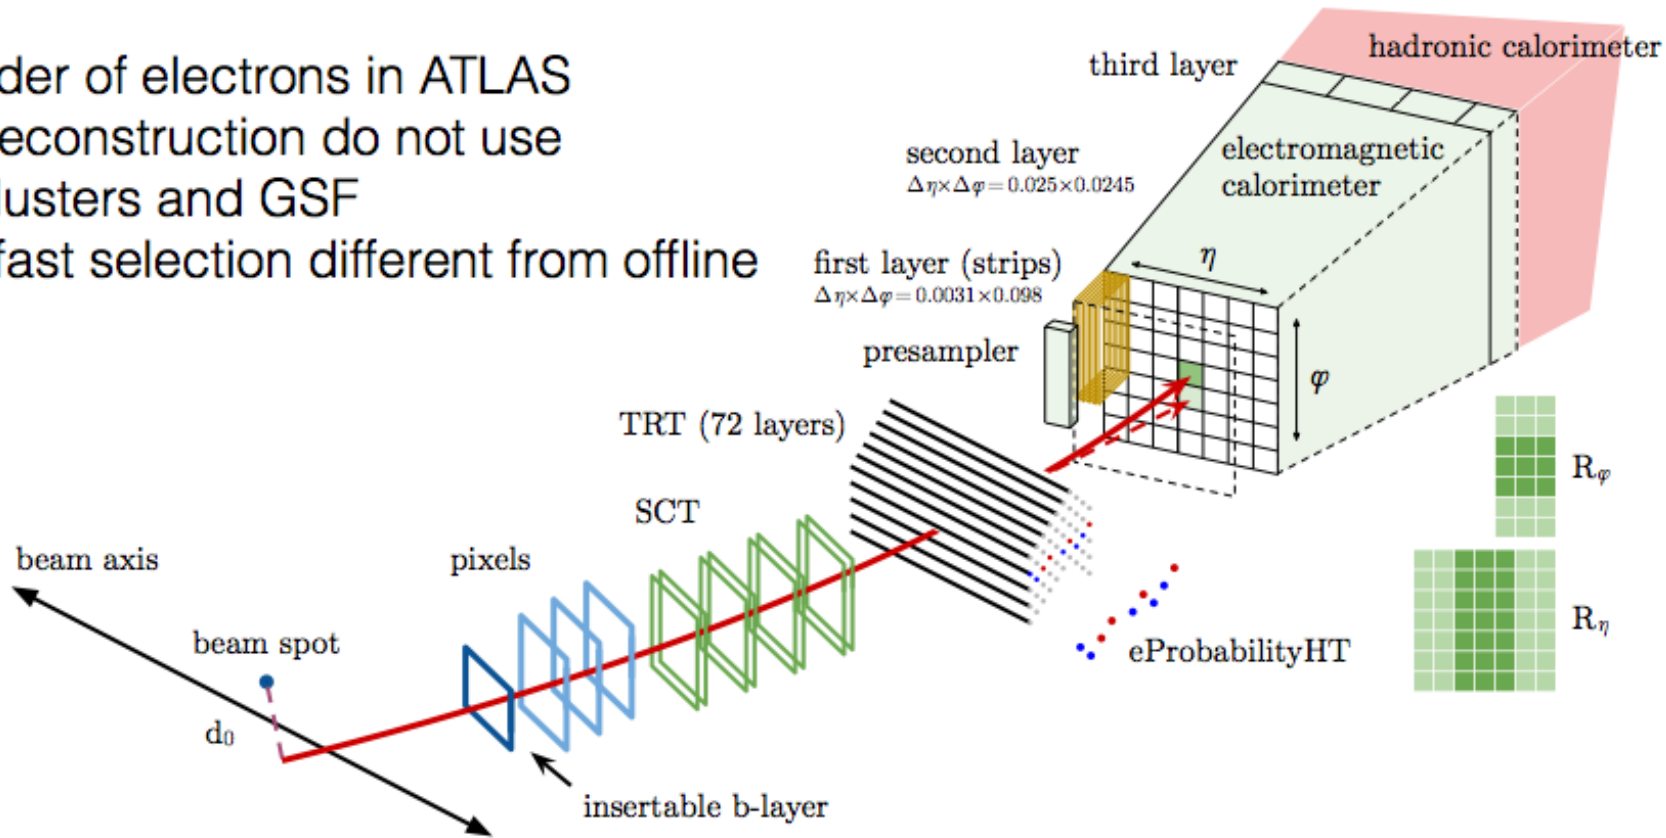 der of electrons in ATLAS
econstruction do not use
lusters and GSF
fast selection different from offline
hadronic calorimeter
third layer
second layer
Δη×Δφ=0.025×0.0245
electromagnetic
calorimeter
first layer (strips)
Δη×Δφ=0.0031×0.098
η
presampler
φ
TRT (72 layers)
R_φ
SCT
beam axis
pixels
R_η
beam spot
eProbabilityHT
d₀
insertable b-layer